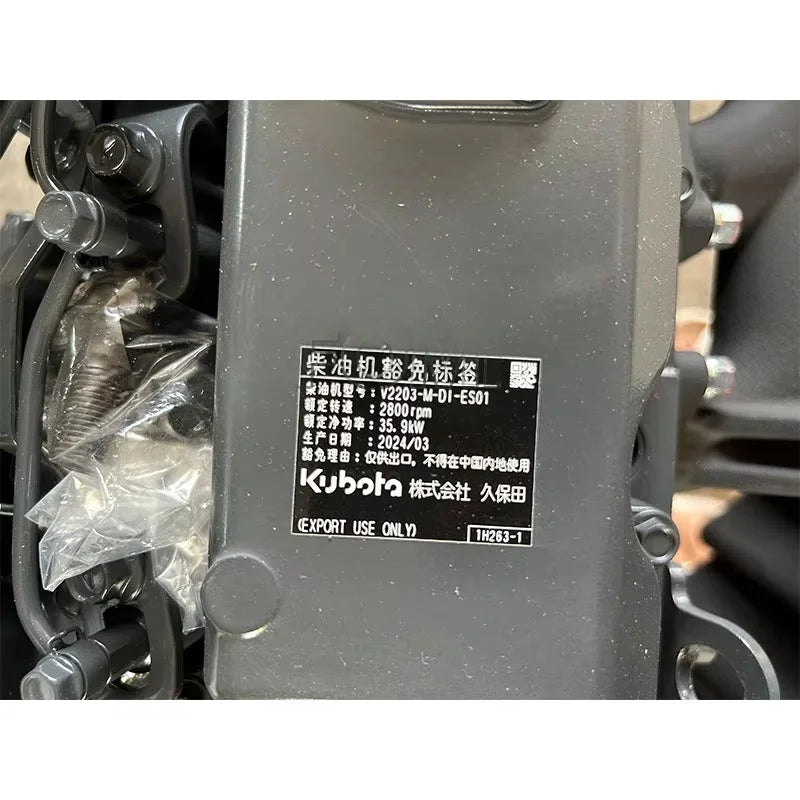 柴油机豁免标签
柴油机型号：V2203-M-DI-ES01
额定转速：2800rpm
额定净功率：35.9kW
生产日期：2024/03
豁免理由：仅供出口，不得在中国内地使用
Kubota 株式会社 久保田
(EXPORT USE ONLY)
1H263-1